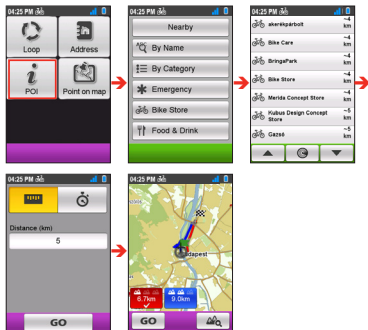 04:25 PM
Loop
Address
POI
Point on map
04:25 PM
Nearby
By Name
By Category
Emergency
Bike Store
Food & Drink
04:25 PM
akerékpárbolt
~4 km
Bike Care
~4 km
BringaPark
~4 km
Bike Store
~4 km
Merida Concept Store
~4 km
Kubus Design Concept Store
~5 km
Gazsó
~5 km
04:25 PM
Distance (km)
5
GO
04:25 PM
Budapest
6.7km
9.0km
GO